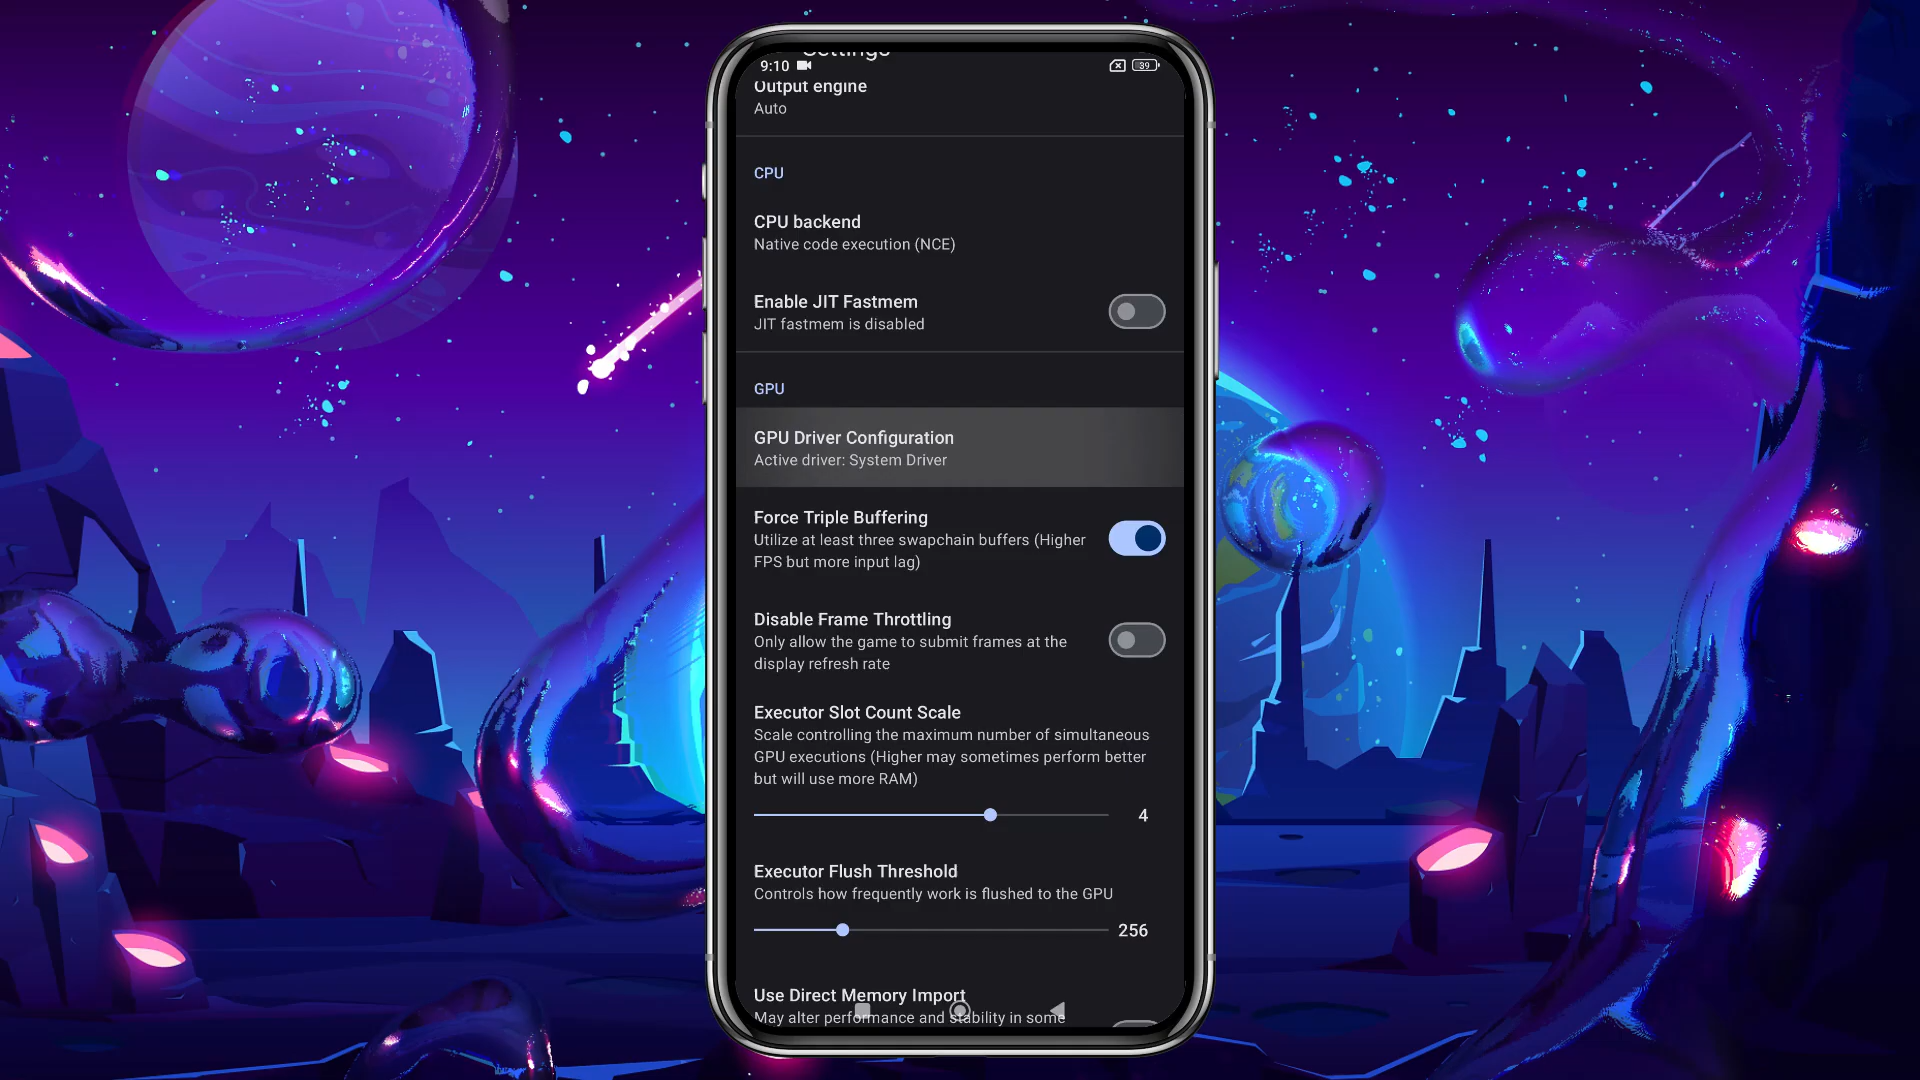 Settings
9:10
39
Output engine
Auto
CPU
CPU backend
Native code execution (NCE)
Enable JIT Fastmem
JIT fastmem is disabled
GPU
GPU Driver Configuration
Active driver: System Driver
Force Triple Buffering
Utilize at least three swapchain buffers (Higher
FPS but more input lag)
Disable Frame Throttling
Only allow the game to submit frames at the
display refresh rate
Executor Slot Count Scale
Scale controlling the maximum number of simultaneous
GPU executions (Higher may sometimes perform better
but will use more RAM)
4
Executor Flush Threshold
Controls how frequently work is flushed to the GPU
256
Use Direct Memory Import
May alter performance and stability in some